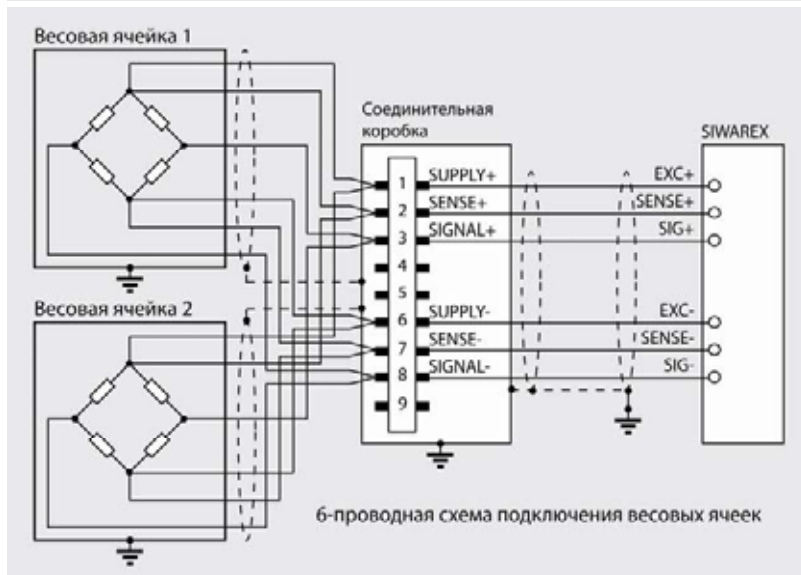 Весовая ячейка 1
Соединительная
коробка
SIWAREX
1 SUPPLY+ EXC+
2 SENSE+ SENSE+
3 SIGNAL+ SIG+
4
5
Весовая ячейка 2
6 SUPPLY- EXC-
7 SENSE- SENSE-
8 SIGNAL- SIG-
9
6-проводная схема подключения весовых ячеек